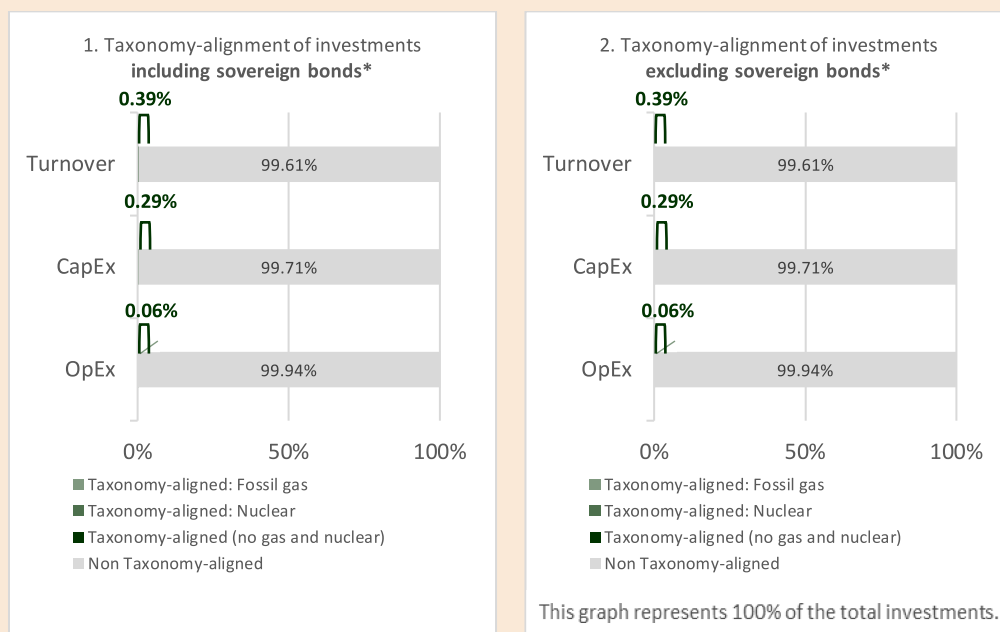 1. Taxonomy-alignment of investments
including sovereign bonds*
0.39%
Turnover
99.61%
0.29%
CapEx
99.71%
0.06%
OpEx
99.94%
0%
50%
100%
Taxonomy-aligned: Fossil gas
Taxonomy-aligned: Nuclear
Taxonomy-aligned (no gas and nuclear)
Non Taxonomy-aligned
2. Taxonomy-alignment of investments
excluding sovereign bonds*
0.39%
Turnover
99.61%
0.29%
CapEx
99.71%
0.06%
OpEx
99.94%
0%
50%
100%
Taxonomy-aligned: Fossil gas
Taxonomy-aligned: Nuclear
Taxonomy-aligned (no gas and nuclear)
Non Taxonomy-aligned
This graph represents 100% of the total investments.